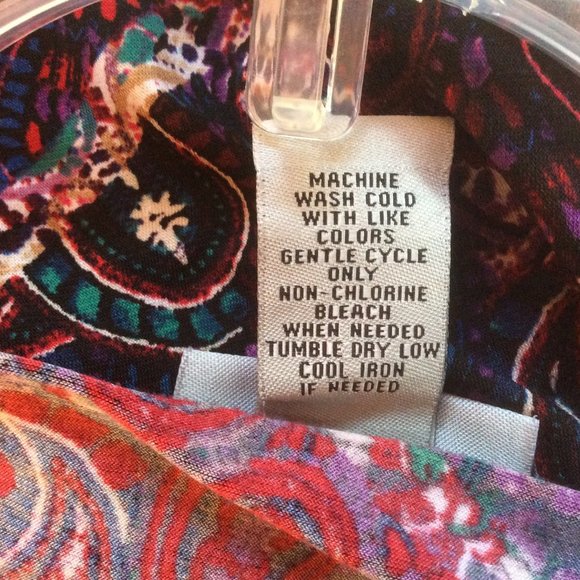 MACHINE
WASH COLD
WITH LIKE
COLORS
GENTLE CYCLE
ONLY
NON-CHLORINE
BLEACH
WHEN NEEDED
TUMBLE DRY LOW
COOL IRON
IF NEEDED